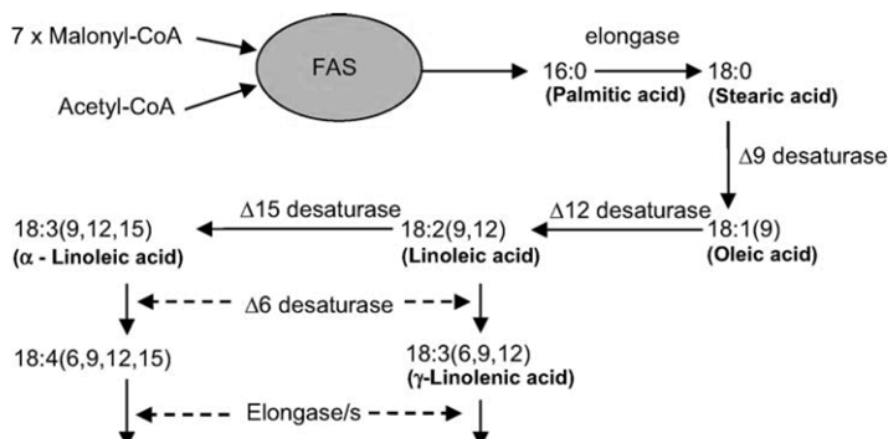 7 x Malonyl-CoA
elongase
FAS
16:0
18:0
(Palmitic acid)
(Stearic acid)
Acetyl-CoA
Δ9 desaturase
Δ15 desaturase
Δ12 desaturase
18:3(9,12,15)
18:2(9,12)
18:1(9)
(α - Linoleic acid)
(Linoleic acid)
(Oleic acid)
Δ6 desaturase
18:4(6,9,12,15)
18:3(6,9,12)
(γ-Linolenic acid)
Elongase/s